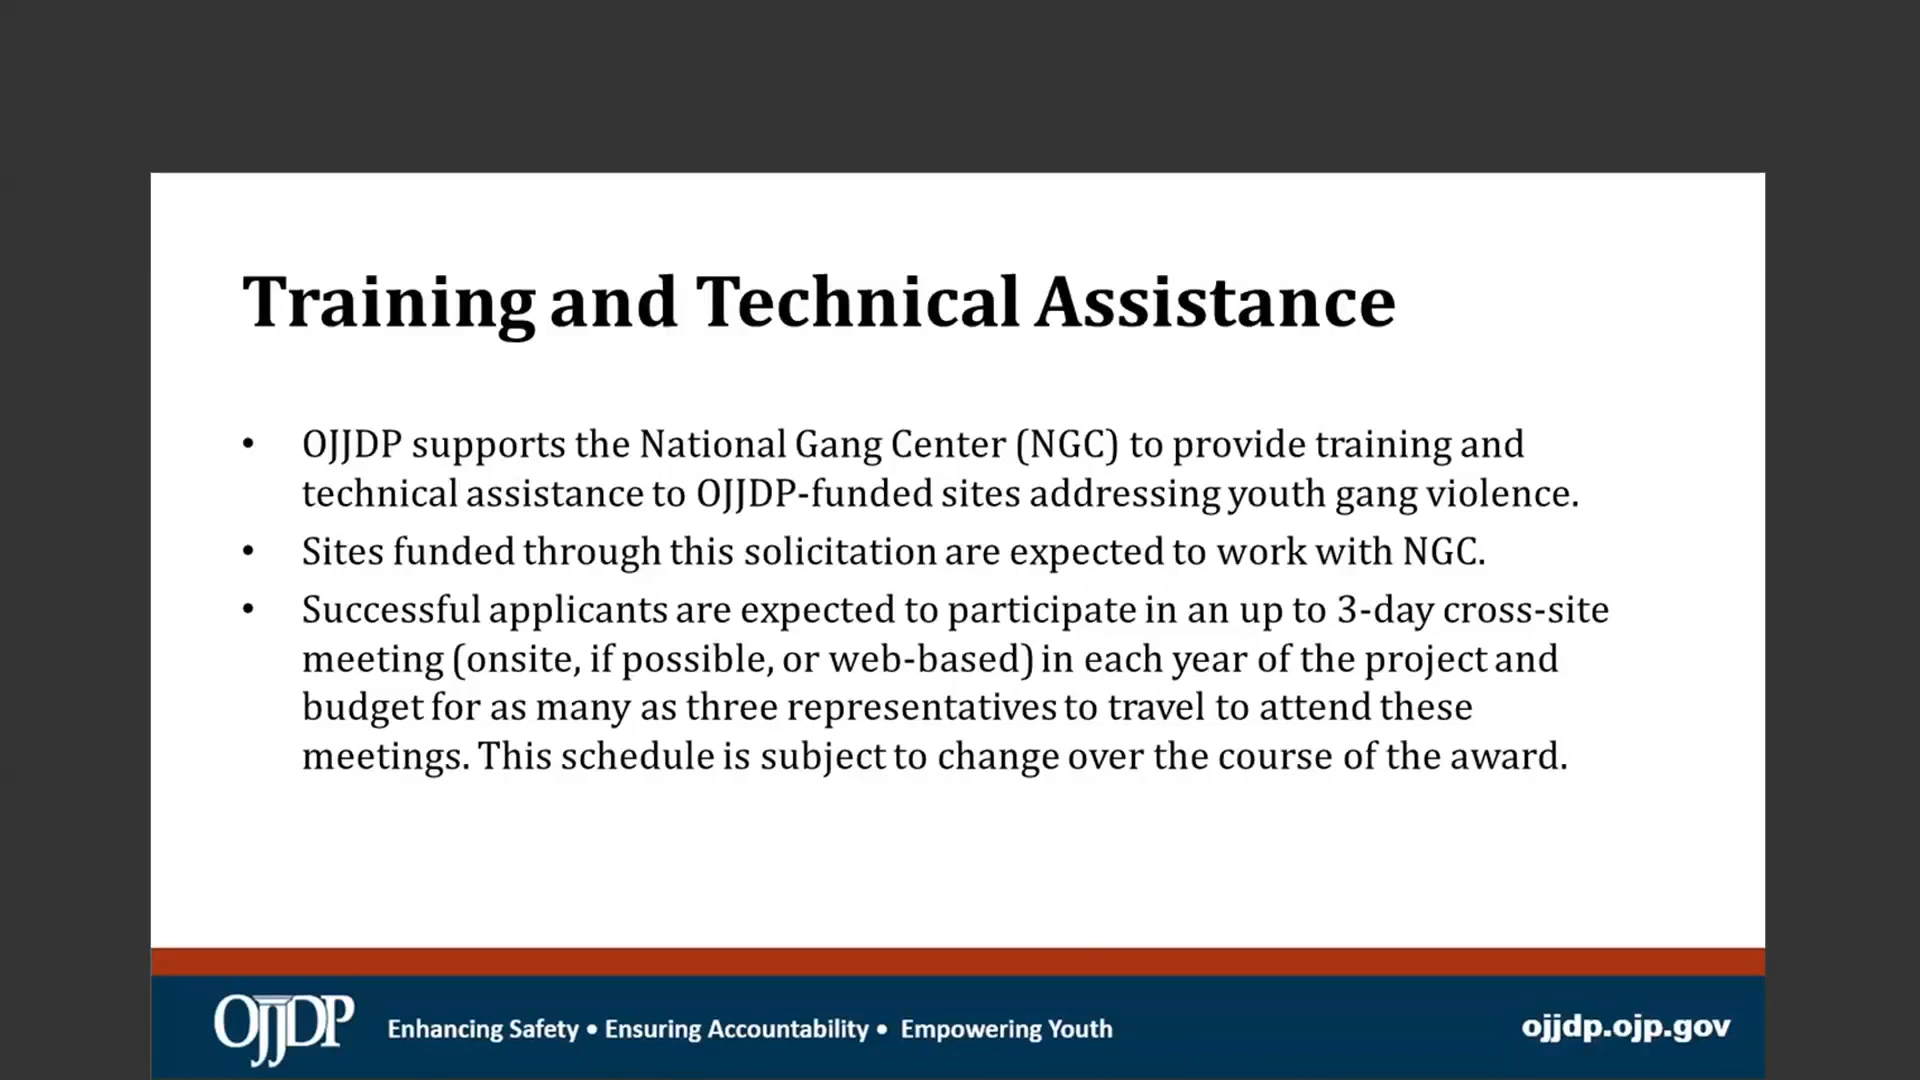 Training and Technical Assistance
• OJJDP supports the National Gang Center (NGC) to provide training and
technical assistance to OJJDP-funded sites addressing youth gang violence.
• Sites funded through this solicitation are expected to work with NGC.
• Successful applicants are expected to participate in an up to 3-day cross-site
meeting (onsite, if possible, or web-based) in each year of the project and
budget for as many as three representatives to travel to attend these
meetings. This schedule is subject to change over the course of the award.
OJJDP Enhancing Safety • Ensuring Accountability • Empowering Youth ojjdp.ojp.gov